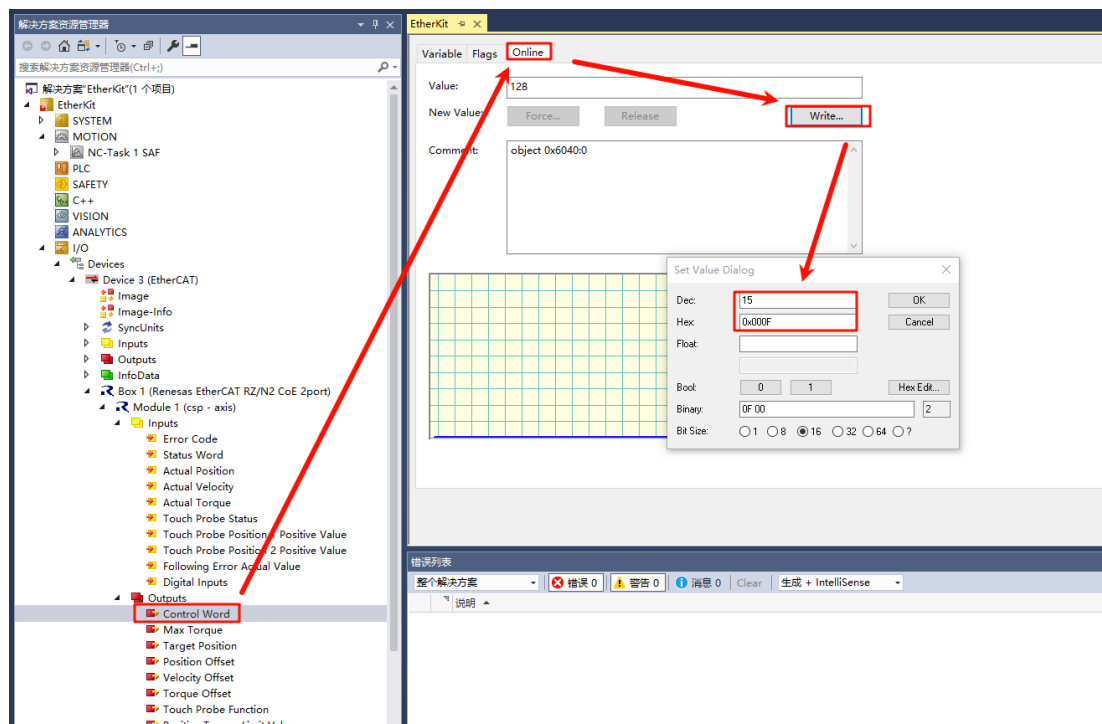 解决方案资源管理器
搜索解决方案资源管理器(Ctrl+;)
解决方案"EtherKit"(1 个项目)
EtherKit
SYSTEM
MOTION
NC-Task 1 SAF
PLC
SAFETY
C++
VISION
ANALYTICS
I/O
Devices
Device 3 (EtherCAT)
Image
Image-Info
SyncUnits
Inputs
Outputs
InfoData
Box 1 (Renesas EtherCAT RZ/N2 CoE 2port)
Module 1 (csp - axis)
Inputs
Error Code
Status Word
Actual Position
Actual Velocity
Actual Torque
Touch Probe Status
Touch Probe Position 1 Positive Value
Touch Probe Position 2 Positive Value
Following Error Actual Value
Digital Inputs
Outputs
Control Word
Max Torque
Target Position
Position Offset
Velocity Offset
Torque Offset
Touch Probe Function
EtherKit
Variable Flags Online
Value: 128
New Value: Force... Release Write...
Comment: object 0x6040:0
Set Value Dialog
Dec: 15 OK
Hex: 0x000F Cancel
Float:
Bool: 0 1 Hex Edit...
Binary: 0F 00 2
Bit Size: 1 8 16 32 64 ?
错误列表
整个解决方案 错误 0 警告 0 消息 0 Clear 生成 + IntelliSense
说明